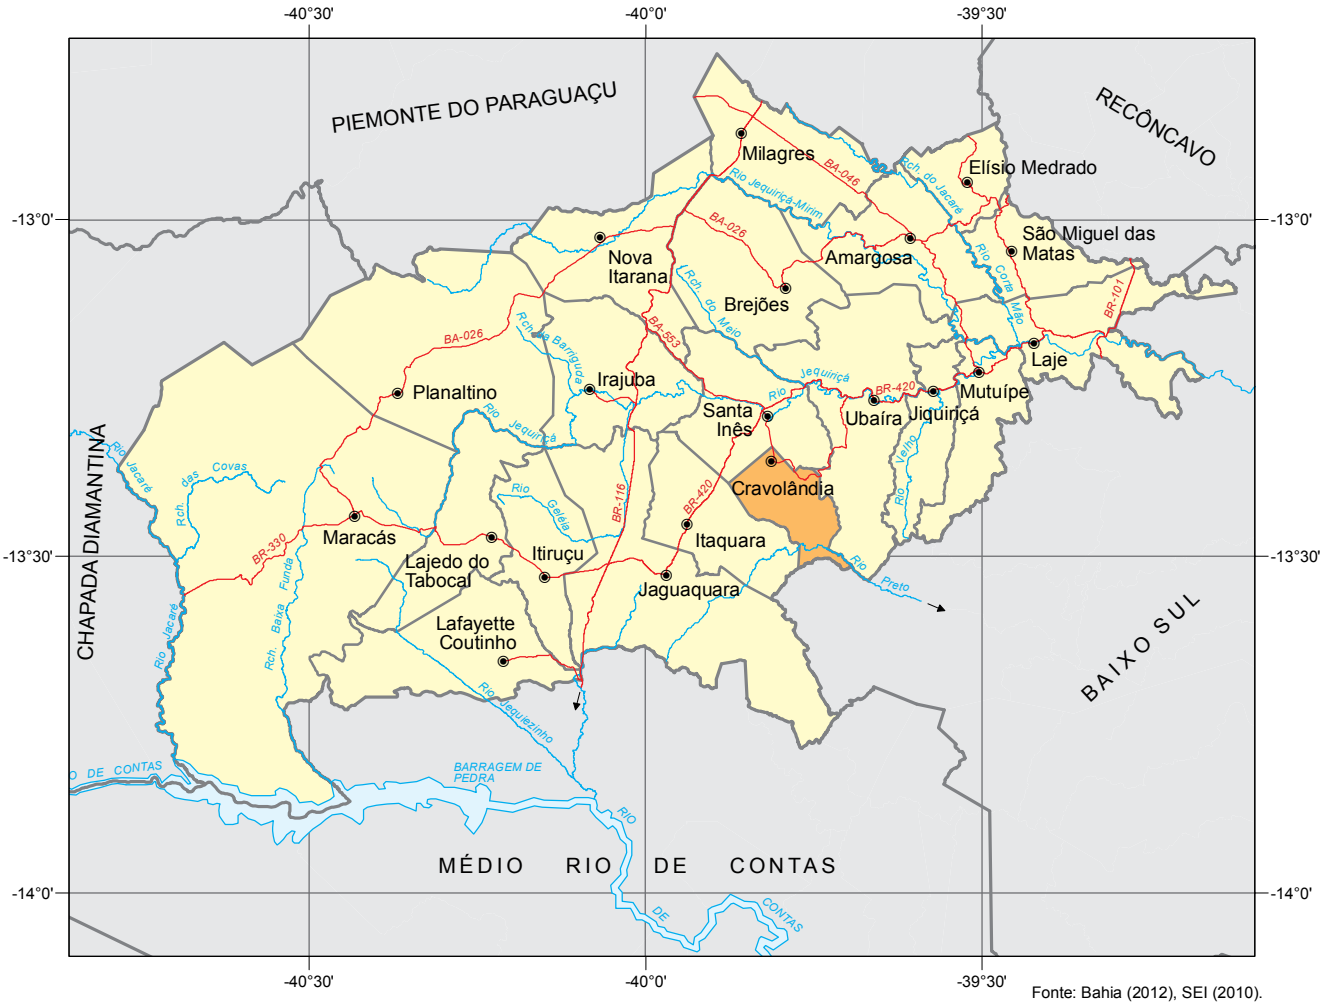 -40°30'
-40°0'
-39°30'
PIEMONTE DO PARAGUAÇU
RECÔNCAVO
Milagres
BA-046
Rch. do Jacaré
Elísio Medrado
Rio Jequiriçá-Mirim
-13°0'
-13°0'
BA-026
Nova
Itarana
Amargosa
São Miguel das
Matas
Rio Corta Mão
Rch. do Meio
Brejões
BR-101
BA-026
Rch. da Barriguda
BA-553
Laje
Planaltino
Irajuba
Rio Jequiriçá
BR-420
Mutuípe
Santa
Inês
Ubaíra
Jiquiriçá
Rio Jequiriçá
CHAPADA DIAMANTINA
Rio Jacaré
Rch. das Covas
Rio Velho
Rio Geléia
BR-116
BR-420
Cravolândia
Maracás
BR-330
Lajedo do
Tabocal
Itiruçu
Itaquara
-13°30'
-13°30'
Rio Preto
Jaguaquara
Rch. Baixa Funda
Rio Jacaré
Lafayette
Coutinho
BAIXO SUL
Rio Jequiezinho
O DE CONTAS
BARRAGEM DE
PEDRA
RIO
MÉDIO RIO DE CONTAS
-14°0'
-14°0'
DE
CONTAS
-40°30'
-40°0'
-39°30'
Fonte: Bahia (2012), SEI (2010).